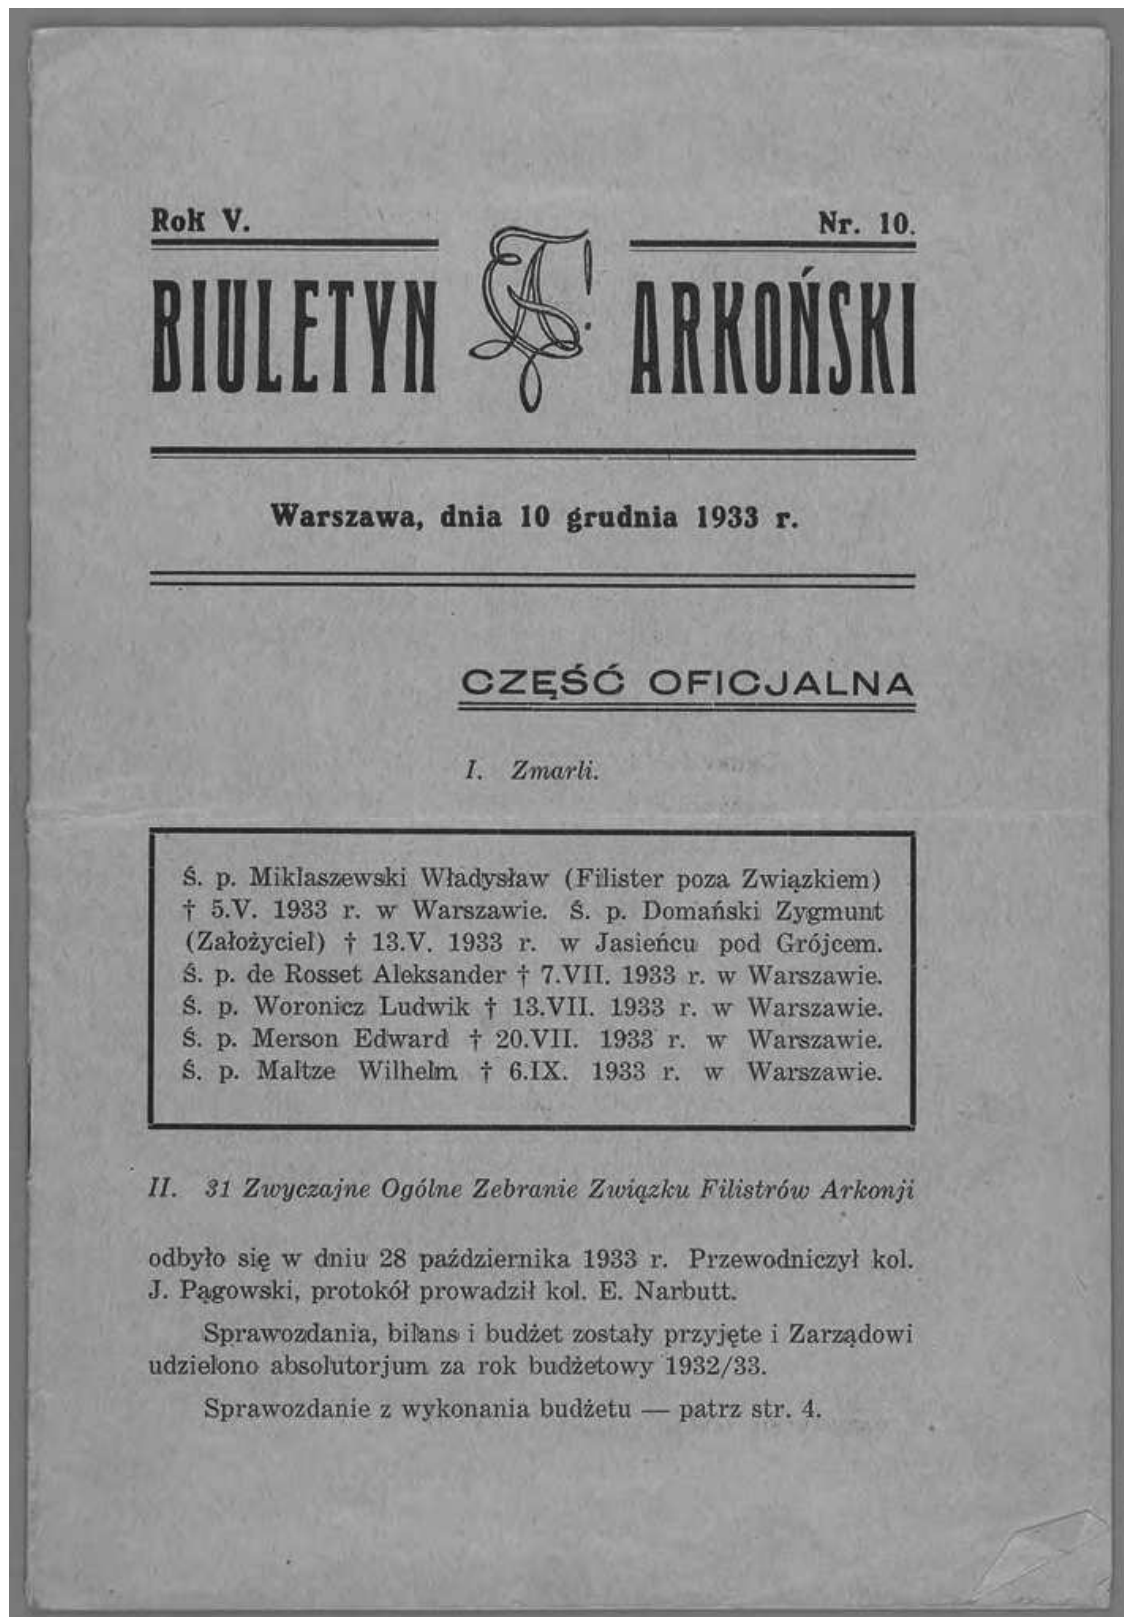 Rok V.
Nr. 10.
BIULETYN ARKOŃSKI
Warszawa, dnia 10 grudnia 1933 r.
CZĘŚĆ OFICJALNA
I. Zmarli.
Ś. p. Miklaszewski Władysław (Filister poza Związkiem)
† 5.V. 1933 r. w Warszawie. Ś. p. Domański Zygmunt
(Założyciel) † 13.V. 1933 r. w Jasieńcu pod Grójcem.
Ś. p. de Rosset Aleksander † 7.VII. 1933 r. w Warszawie.
Ś. p. Woronicz Ludwik † 13.VII. 1933 r. w Warszawie.
Ś. p. Merson Edward † 20.VII. 1933 r. w Warszawie.
Ś. p. Maltze Wilhelm † 6.IX. 1933 r. w Warszawie.
II. 31 Zwyczajne Ogólne Zebranie Związku Filistrów Arkonji
odbyło się w dniu 28 października 1933 r. Przewodniczył kol.
J. Pągowski, protokół prowadził kol. E. Narbutt.
Sprawozdania, bilans i budżet zostały przyjęte i Zarządowi
udzielono absolutorjum za rok budżetowy 1932/33.
Sprawozdanie z wykonania budżetu — patrz str. 4.